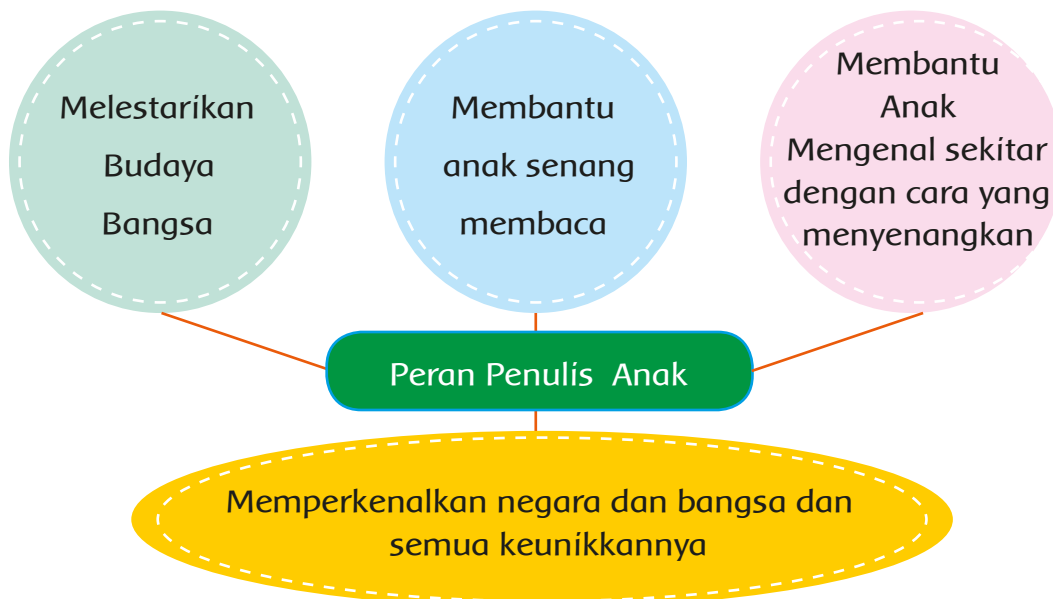 Melestarikan
Budaya
Bangsa
Membantu
anak senang
membaca
Membantu
Anak
Mengenal sekitar
dengan cara yang
menyenangkan
Peran Penulis Anak
Memperkenalkan negara dan bangsa dan
semua keunikkannya